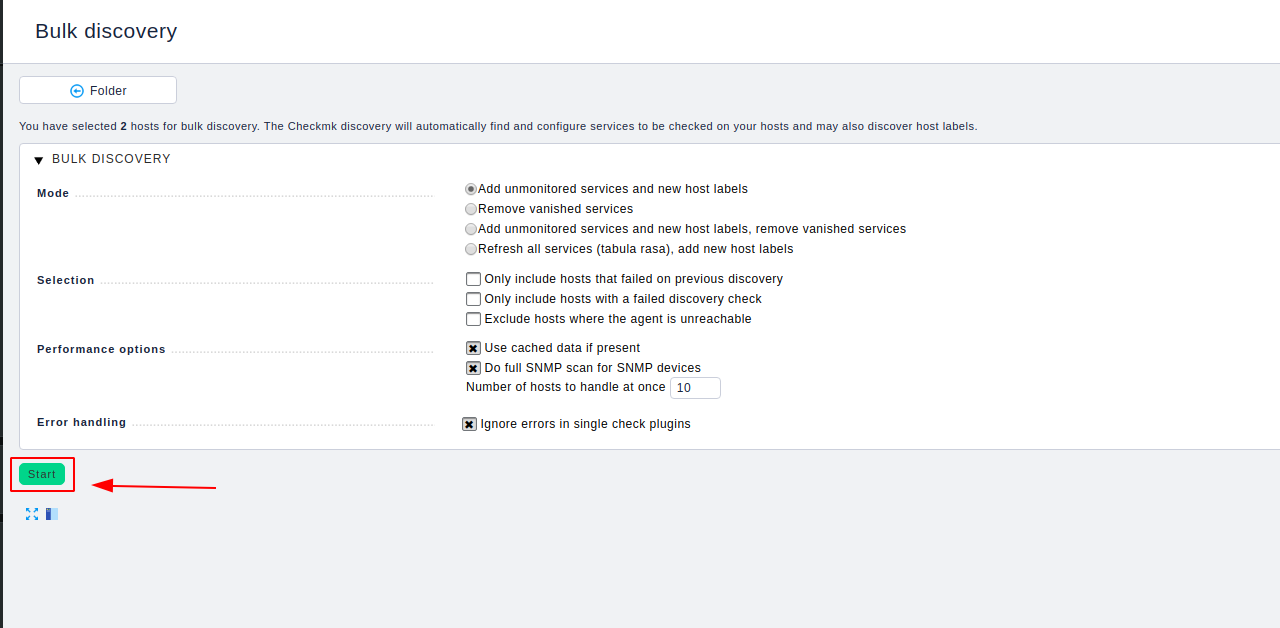 Bulk discovery
Folder
You have selected 2 hosts for bulk discovery. The Checkmk discovery will automatically find and configure services to be checked on your hosts and may also discover host labels.
BULK DISCOVERY
Mode
Add unmonitored services and new host labels
Remove vanished services
Add unmonitored services and new host labels, remove vanished services
Refresh all services (tabula rasa), add new host labels
Selection
Only include hosts that failed on previous discovery
Only include hosts with a failed discovery check
Exclude hosts where the agent is unreachable
Performance options
Use cached data if present
Do full SNMP scan for SNMP devices
Number of hosts to handle at once 10
Error handling
Ignore errors in single check plugins
Start